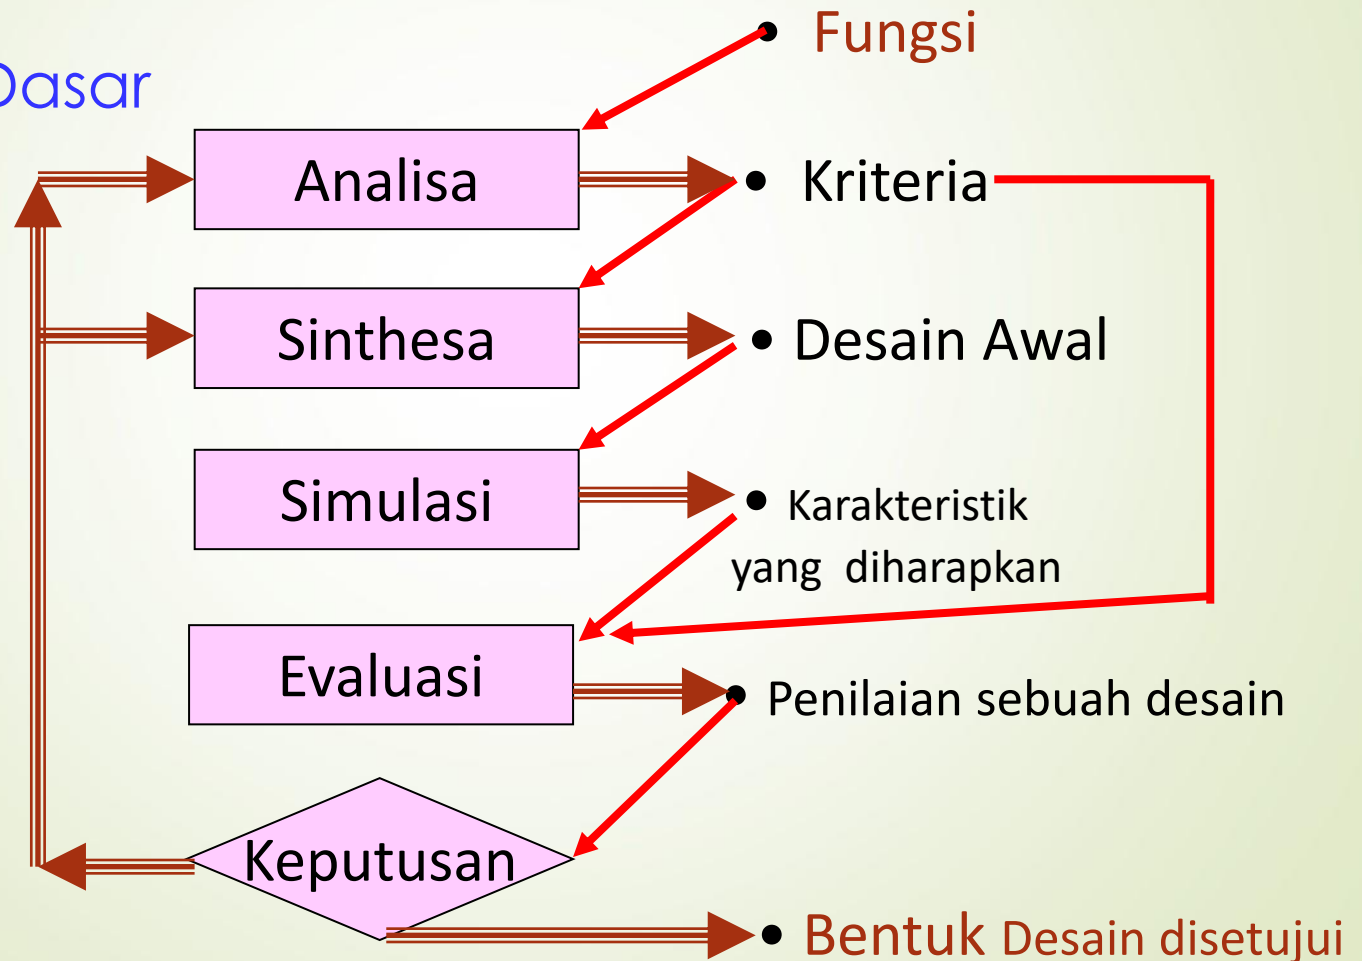 Fungsi
Dasar
Analisa
Kriteria
Sinthesa
Desain Awal
Simulasi
Karakteristik
yang diharapkan
Evaluasi
Penilaian sebuah desain
Keputusan
Bentuk Desain disetujui